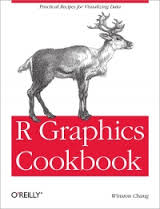 Practical Recipes for Visualizing Data
R Graphics
Cookbook
O'REILLY®
Winston Chang